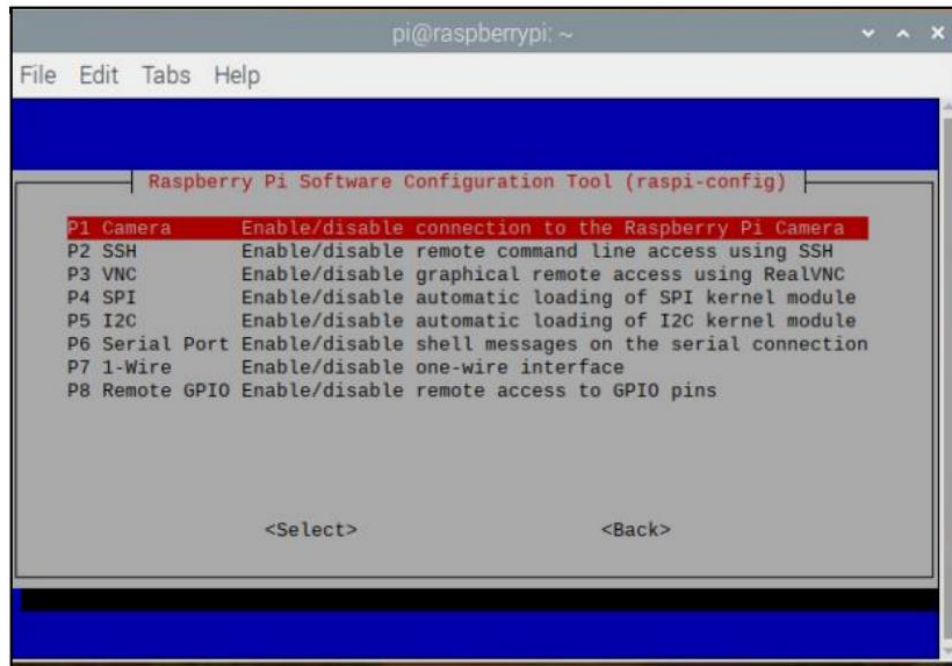 pi@raspberrypi: ~
File Edit Tabs Help
Raspberry Pi Software Configuration Tool (raspi-config)
P1 Camera Enable/disable connection to the Raspberry Pi Camera
P2 SSH Enable/disable remote command line access using SSH
P3 VNC Enable/disable graphical remote access using RealVNC
P4 SPI Enable/disable automatic loading of SPI kernel module
P5 I2C Enable/disable automatic loading of I2C kernel module
P6 Serial Port Enable/disable shell messages on the serial connection
P7 1-Wire Enable/disable one-wire interface
P8 Remote GPIO Enable/disable remote access to GPIO pins
<Select> <Back>